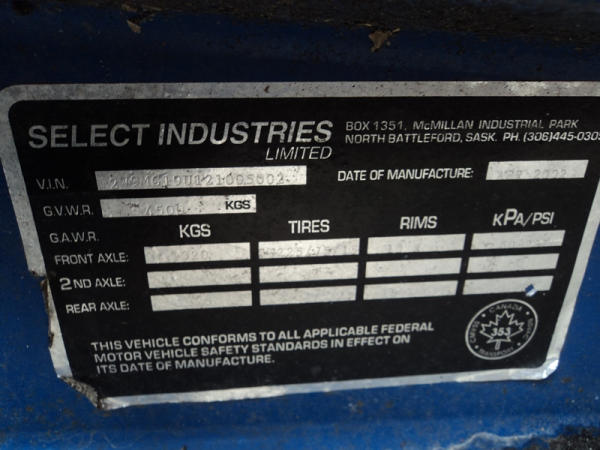 SELECT INDUSTRIES
LIMITED
BOX 1351, McMILLAN INDUSTRIAL PARK
NORTH BATTLEFORD, SASK. PH. (306)445-0305
V.I.N.
DATE OF MANUFACTURE:
G.V.W.R. KGS
G.A.W.R. KGS TIRES RIMS KPA/PSI
FRONT AXLE:
2ND AXLE:
REAR AXLE:
THIS VEHICLE CONFORMS TO ALL APPLICABLE FEDERAL
MOTOR VEHICLE SAFETY STANDARDS IN EFFECT ON
ITS DATE OF MANUFACTURE.
CANADA
353